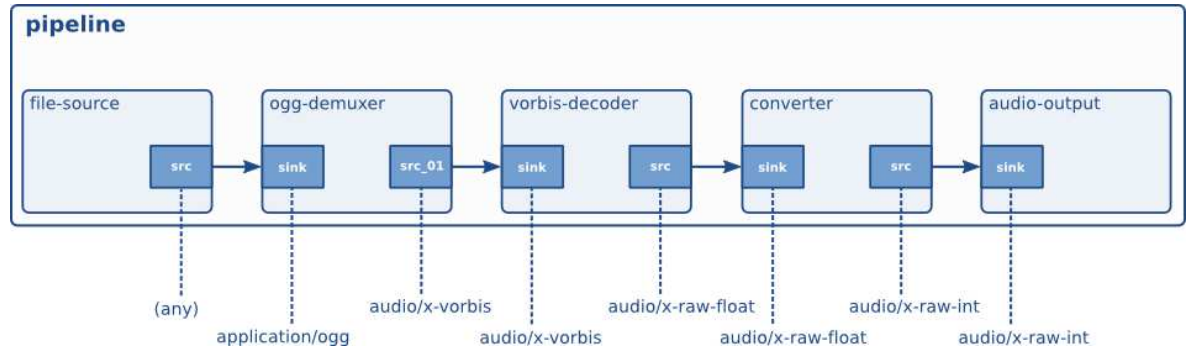 pipeline
file-source
ogg-demuxer
vorbis-decoder
converter
audio-output
src
sink
src_01
sink
src
sink
src
sink
(any)
application/ogg
audio/x-vorbis
audio/x-vorbis
audio/x-raw-float
audio/x-raw-float
audio/x-raw-int
audio/x-raw-int